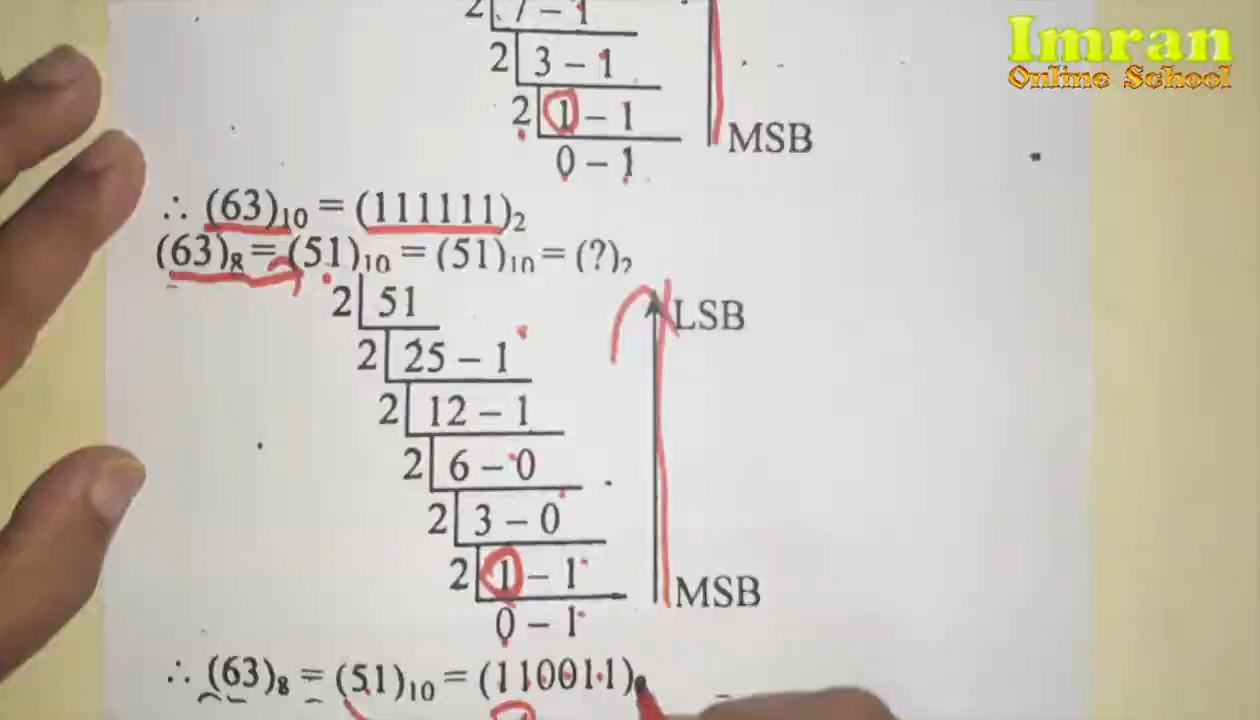 Imran
Online School
2 7 – 1
2 3 – 1
2 1 – 1
0 – 1
MSB
∴ (63)₁₀ = (111111)₂
(63)₈ = (51)₁₀ = (51)₁₀ = (?)₂
2 51
LSB
2 25 – 1
2 12 – 1
2 6 – 0
2 3 – 0
2 1 – 1
MSB
0 – 1
∴ (63)₈ = (51)₁₀ = (110011)